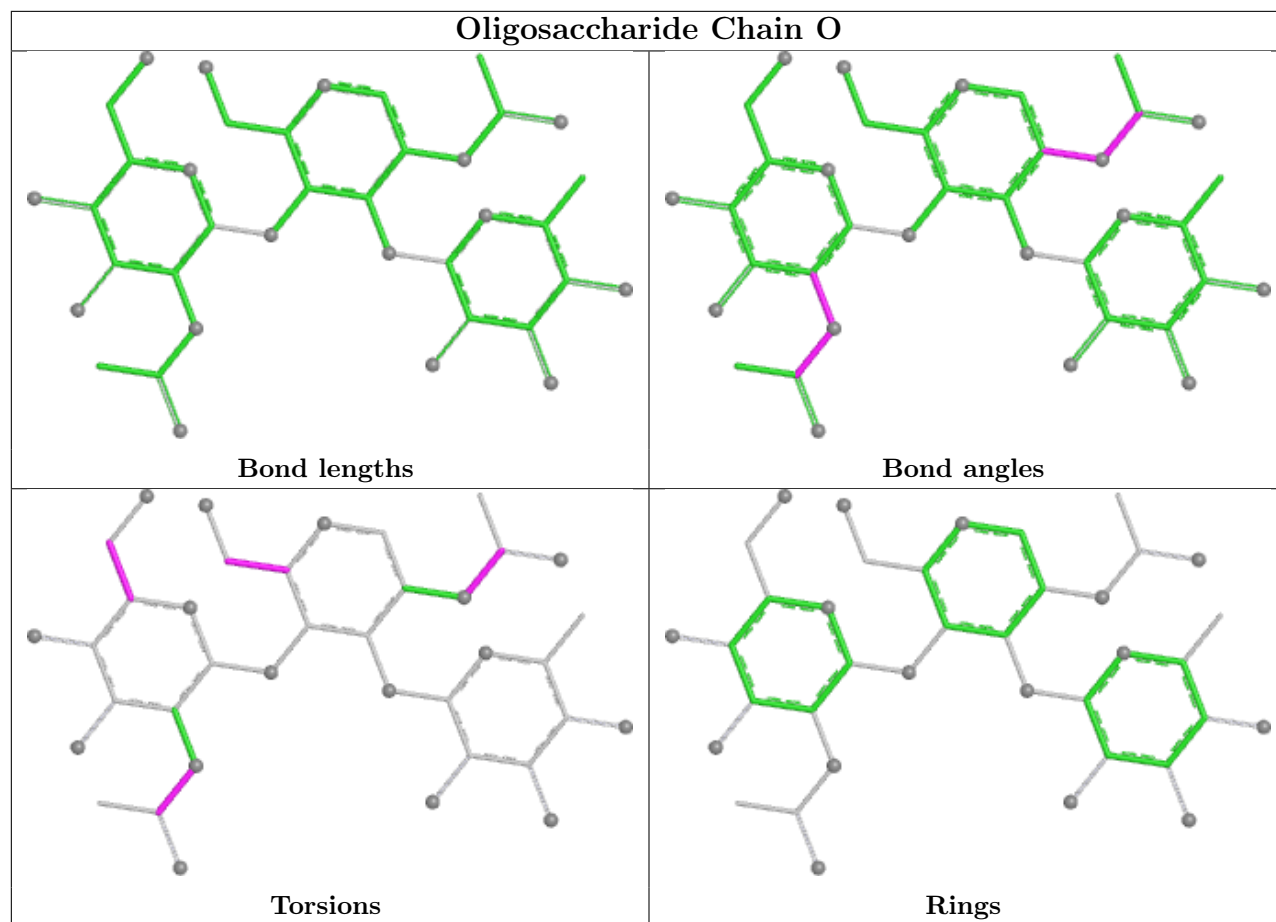 Oligosaccharide Chain O
Bond lengths
Bond angles
Torsions
Rings